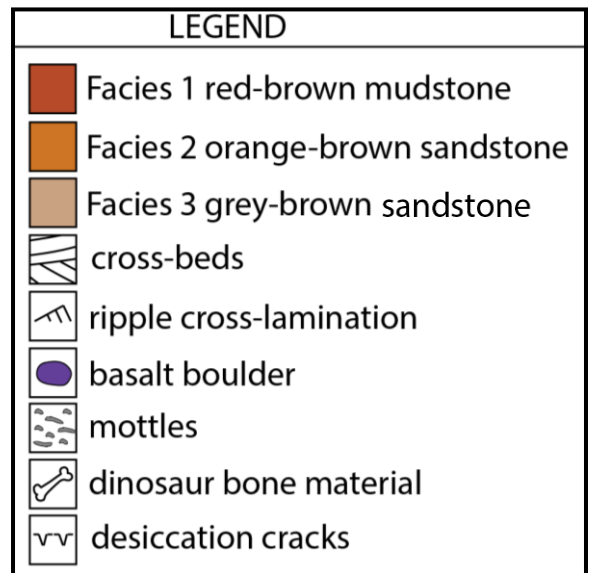 LEGEND
Facies 1 red-brown mudstone
Facies 2 orange-brown sandstone
Facies 3 grey-brown sandstone
cross-beds
ripple cross-lamination
basalt boulder
mottles
dinosaur bone material
desiccation cracks